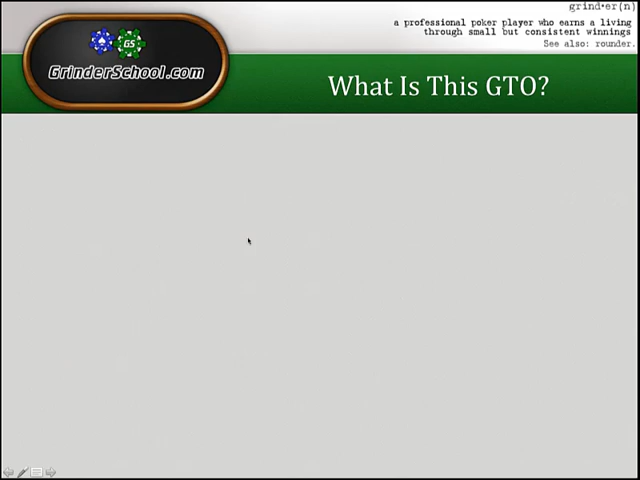 grind•er(n)
a professional poker player who earns a living
through small but consistent winnings
See also: rounder.
GS
GrinderSchool.com
What Is This GTO?